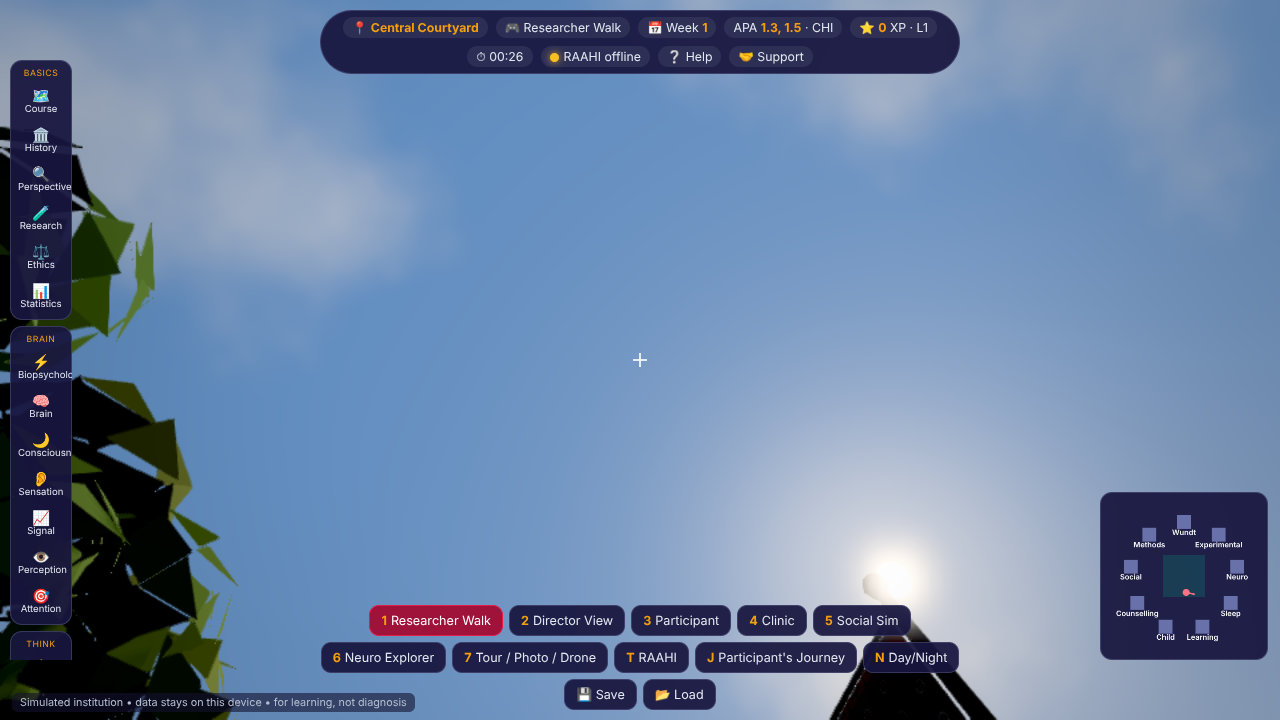 📍 Central Courtyard
🎮 Researcher Walk
📅 Week 1
APA 1.3, 1.5 · CHI
⭐ 0 XP · L1
⏱ 00:26
RAAHI offline
❔ Help
🤝 Support
BASICS
Course
History
Perspective
Research
Ethics
Statistics
BRAIN
Biopsycholo
Brain
Consciousn
Sensation
Signal
Perception
Attention
THINK
Wundt
Methods
Experimental
Social
Neuro
Counselling
Sleep
Child
Learning
1 Researcher Walk
2 Director View
3 Participant
4 Clinic
5 Social Sim
6 Neuro Explorer
7 Tour / Photo / Drone
T RAAHI
J Participant's Journey
N Day/Night
💾 Save
📂 Load
Simulated institution • data stays on this device • for learning, not diagnosis